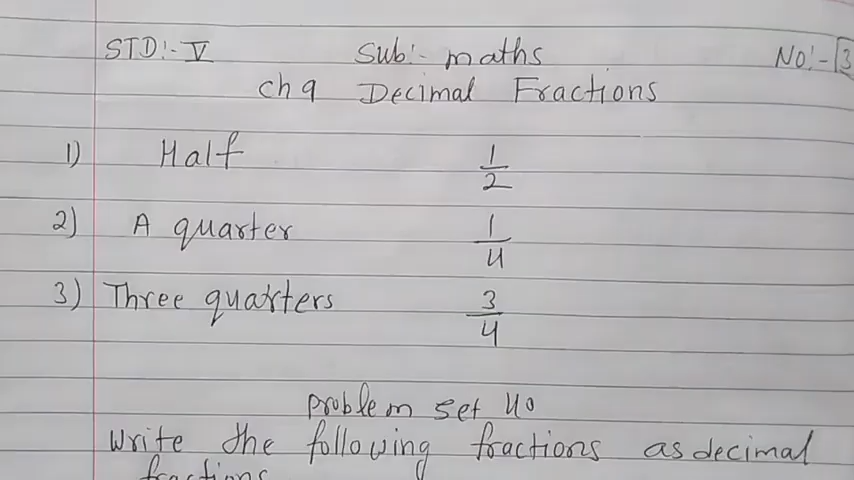 STD:- V Sub:- maths No:- 3
ch 9 Decimal Fractions
1) Half 1/2
2) A quarter 1/4
3) Three quarters 3/4
problem set 40
Write the following fractions as decimal
fractions